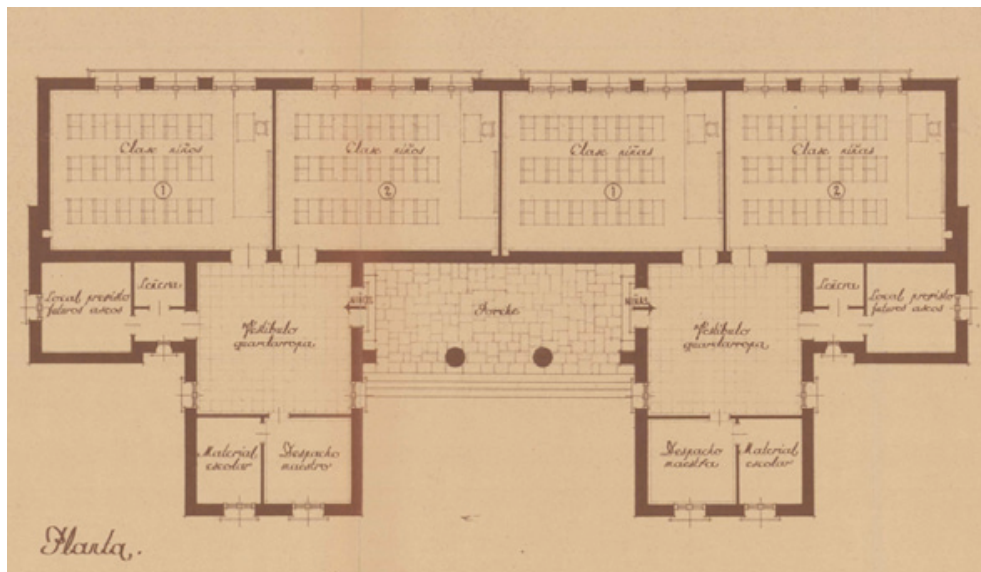 Clase niños
①
Clase niños
②
Clase niñas
①
Clase niñas
②
Local previsto
futuros aseos
Leñera
Vestíbulo
guardarropa
NIÑOS
Porche
NIÑAS
Vestíbulo
guardarropa
Leñera
Local previsto
futuros aseos
Material
escolar
Despacho
maestro
Despacho
maestra
Material
escolar
Planta.